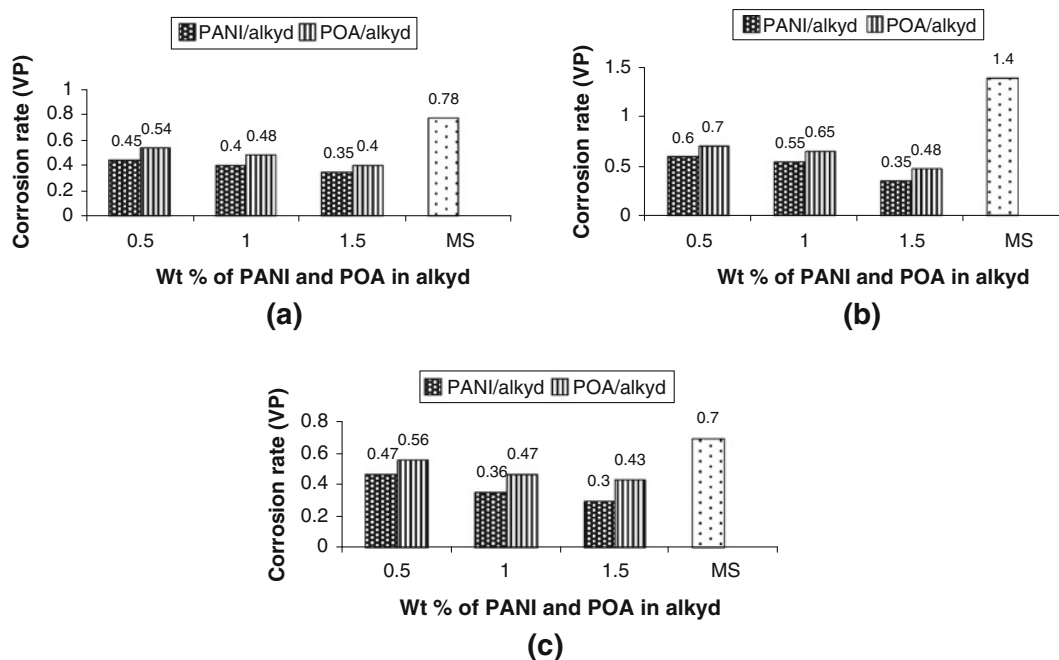 PANI/alkyd POA/alkyd
Corrosion rate (VP)
1
0.8
0.6
0.4
0.2
0
0.45 0.54 0.4 0.48 0.35 0.4 0.78
0.5 1 1.5 MS
Wt % of PANI and POA in alkyd
(a)
PANI/alkyd POA/alkyd
Corrosion rate (VP)
1.5
1
0.5
0
0.6 0.7 0.55 0.65 0.35 0.48 1.4
0.5 1 1.5 MS
Wt % of PANI and POA in alkyd
(b)
PANI/alkyd POA/alkyd
Corrosion rate (VP)
0.8
0.6
0.4
0.2
0
0.47 0.56 0.36 0.47 0.3 0.43 0.7
0.5 1 1.5 MS
Wt % of PANI and POA in alkyd
(c)